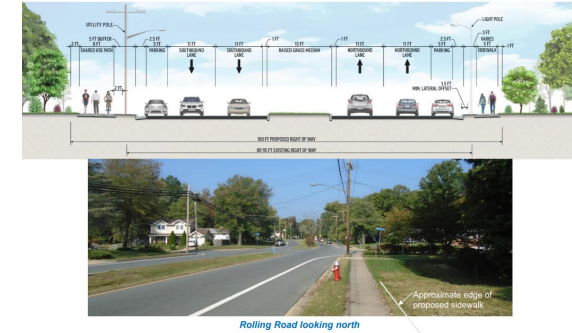 UTILITY POLE
LIGHT POLE
5 FT BUFFER
2 FT
8 FT
SHARED USE PATH
2.5 FT
5 FT
PARKING
11 FT
SOUTHBOUND
LANE
11 FT
SOUTHBOUND
LANE
1 FT
15 FT
RAISED GRASS MEDIAN
1 FT
11 FT
NORTHBOUND
LANE
11 FT
NORTHBOUND
LANE
2.5 FT
5 FT
PARKING
3 FT
VARIES
5 FT
SIDEWALK
1 FT
2 FT
1.5 FT
MIN. LATERAL OFFSET
100 FT PROPOSED RIGHT OF WAY
80-95 FT EXISTING RIGHT OF WAY
Approximate edge of
proposed sidewalk
Rolling Road looking north